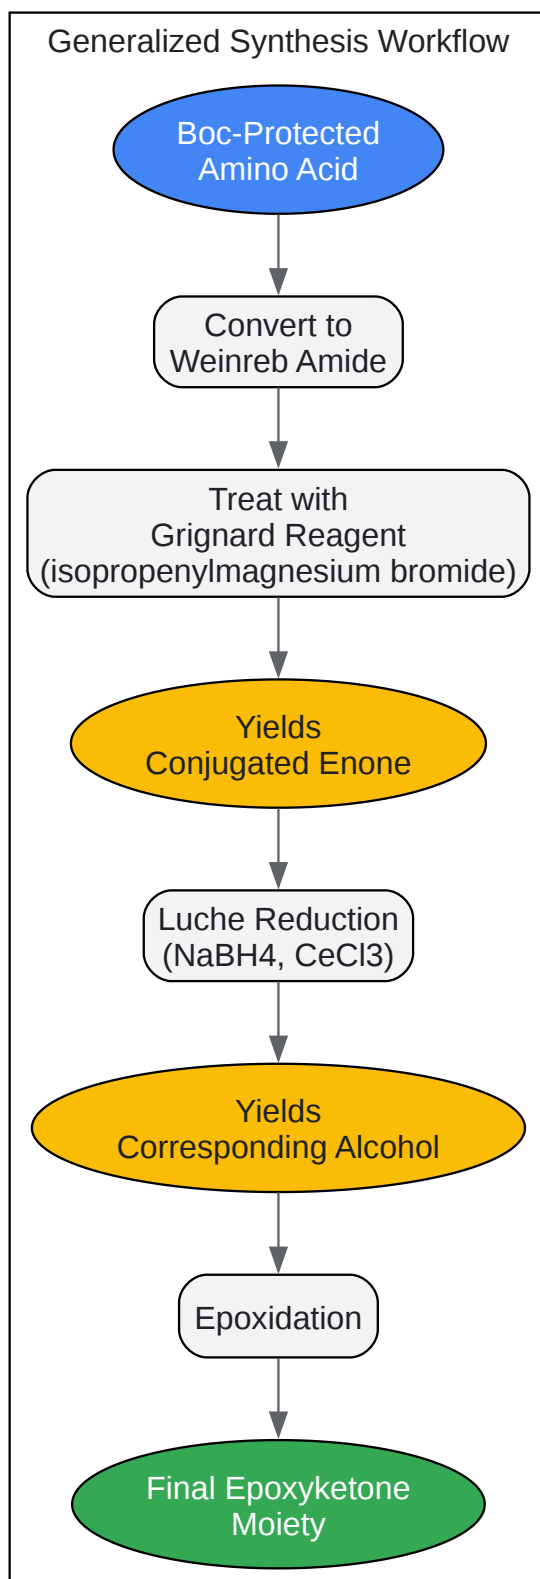 Generalized Synthesis Workflow
Boc-Protected
Amino Acid
Convert to
Weinreb Amide
Treat with
Grignard Reagent
(isopropenylmagnesium bromide)
Yields
Conjugated Enone
Luche Reduction
(NaBH4, CeCl3)
Yields
Corresponding Alcohol
Epoxidation
Final Epoxyketone
Moiety